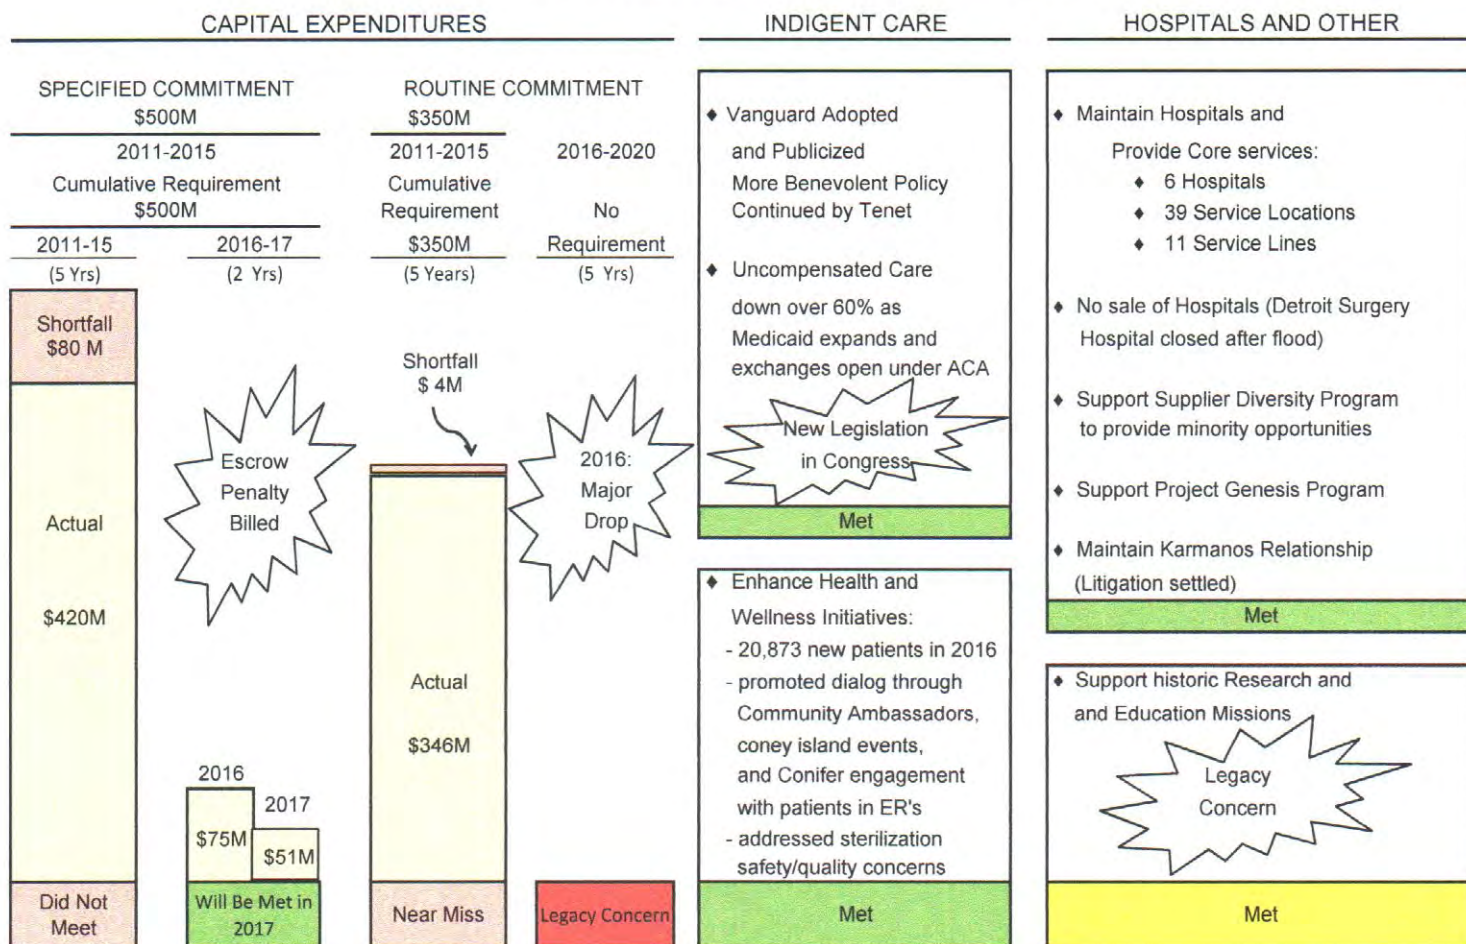 CAPITAL EXPENDITURES
SPECIFIED COMMITMENT
$500M
2011-2015
Cumulative Requirement
$500M
2011-15
(5 Yrs)
2016-17
(2 Yrs)
Shortfall
$80 M
Actual
$420M
Did Not
Meet
Escrow
Penalty
Billed
2016
$75M
2017
$51M
Will Be Met in
2017
ROUTINE COMMITMENT
$350M
2011-2015
Cumulative
Requirement
$350M
(5 Years)
2016-2020
No
Requirement
(5 Yrs)
Shortfall
$ 4M
Actual
$346M
Near Miss
2016:
Major
Drop
Legacy Concern
INDIGENT CARE
♦ Vanguard Adopted
and Publicized
More Benevolent Policy
Continued by Tenet
♦ Uncompensated Care
down over 60% as
Medicaid expands and
exchanges open under ACA
New Legislation
in Congress
Met
♦ Enhance Health and
Wellness Initiatives:
- 20,873 new patients in 2016
- promoted dialog through
Community Ambassadors,
coney island events,
and Conifer engagement
with patients in ER's
- addressed sterilization
safety/quality concerns
Met
HOSPITALS AND OTHER
♦ Maintain Hospitals and
Provide Core services:
♦ 6 Hospitals
♦ 39 Service Locations
♦ 11 Service Lines
♦ No sale of Hospitals (Detroit Surgery
Hospital closed after flood)
♦ Support Supplier Diversity Program
to provide minority opportunities
♦ Support Project Genesis Program
♦ Maintain Karmanos Relationship
(Litigation settled)
Met
♦ Support historic Research and
and Education Missions
Legacy
Concern
Met